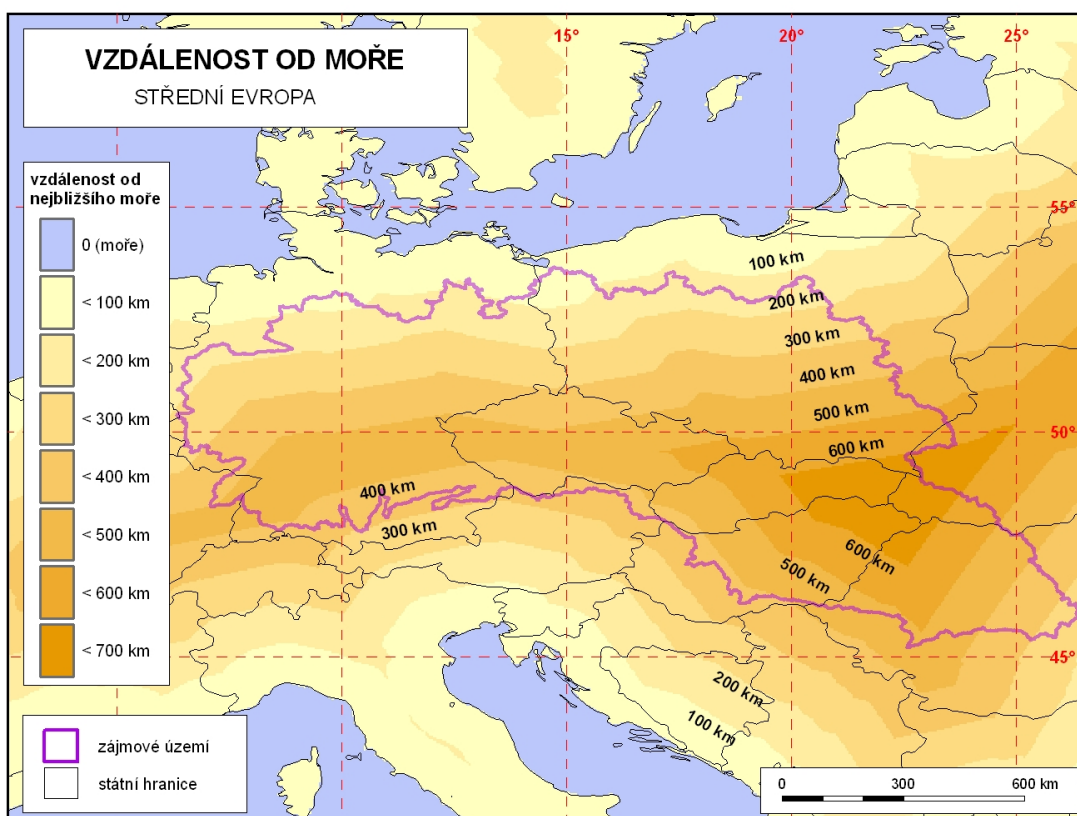 VZDÁLENOST OD MOŘE
STŘEDNÍ EVROPA
15°
20°
25°
vzdálenost od
nejbližšího moře
0 (moře)
< 100 km
< 200 km
< 300 km
< 400 km
< 500 km
< 600 km
< 700 km
55°
100 km
200 km
300 km
400 km
500 km
50°
600 km
400 km
300 km
600 km
500 km
45°
200 km
100 km
zájmové území
státní hranice
0 300 600 km